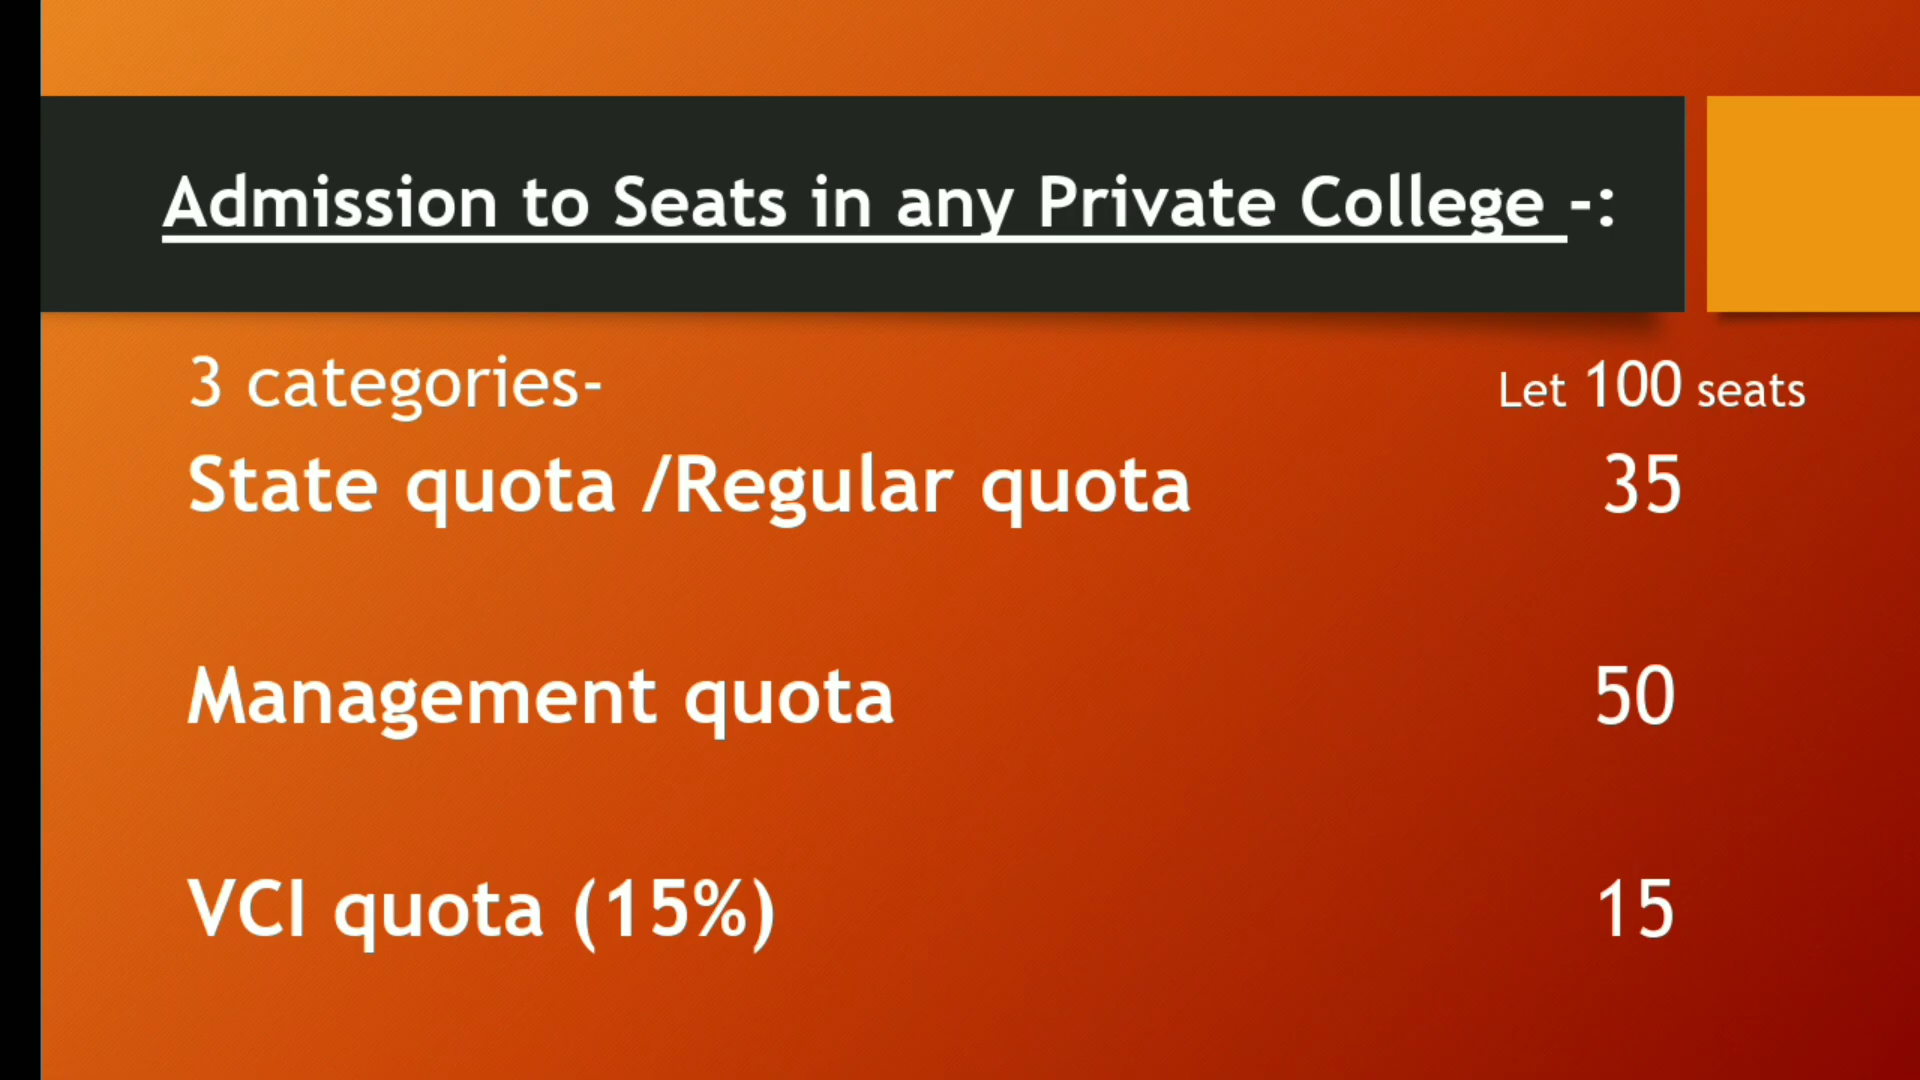 Admission to Seats in any Private College -:
3 categories- Let 100 seats
State quota /Regular quota 35
Management quota 50
VCI quota (15%) 15